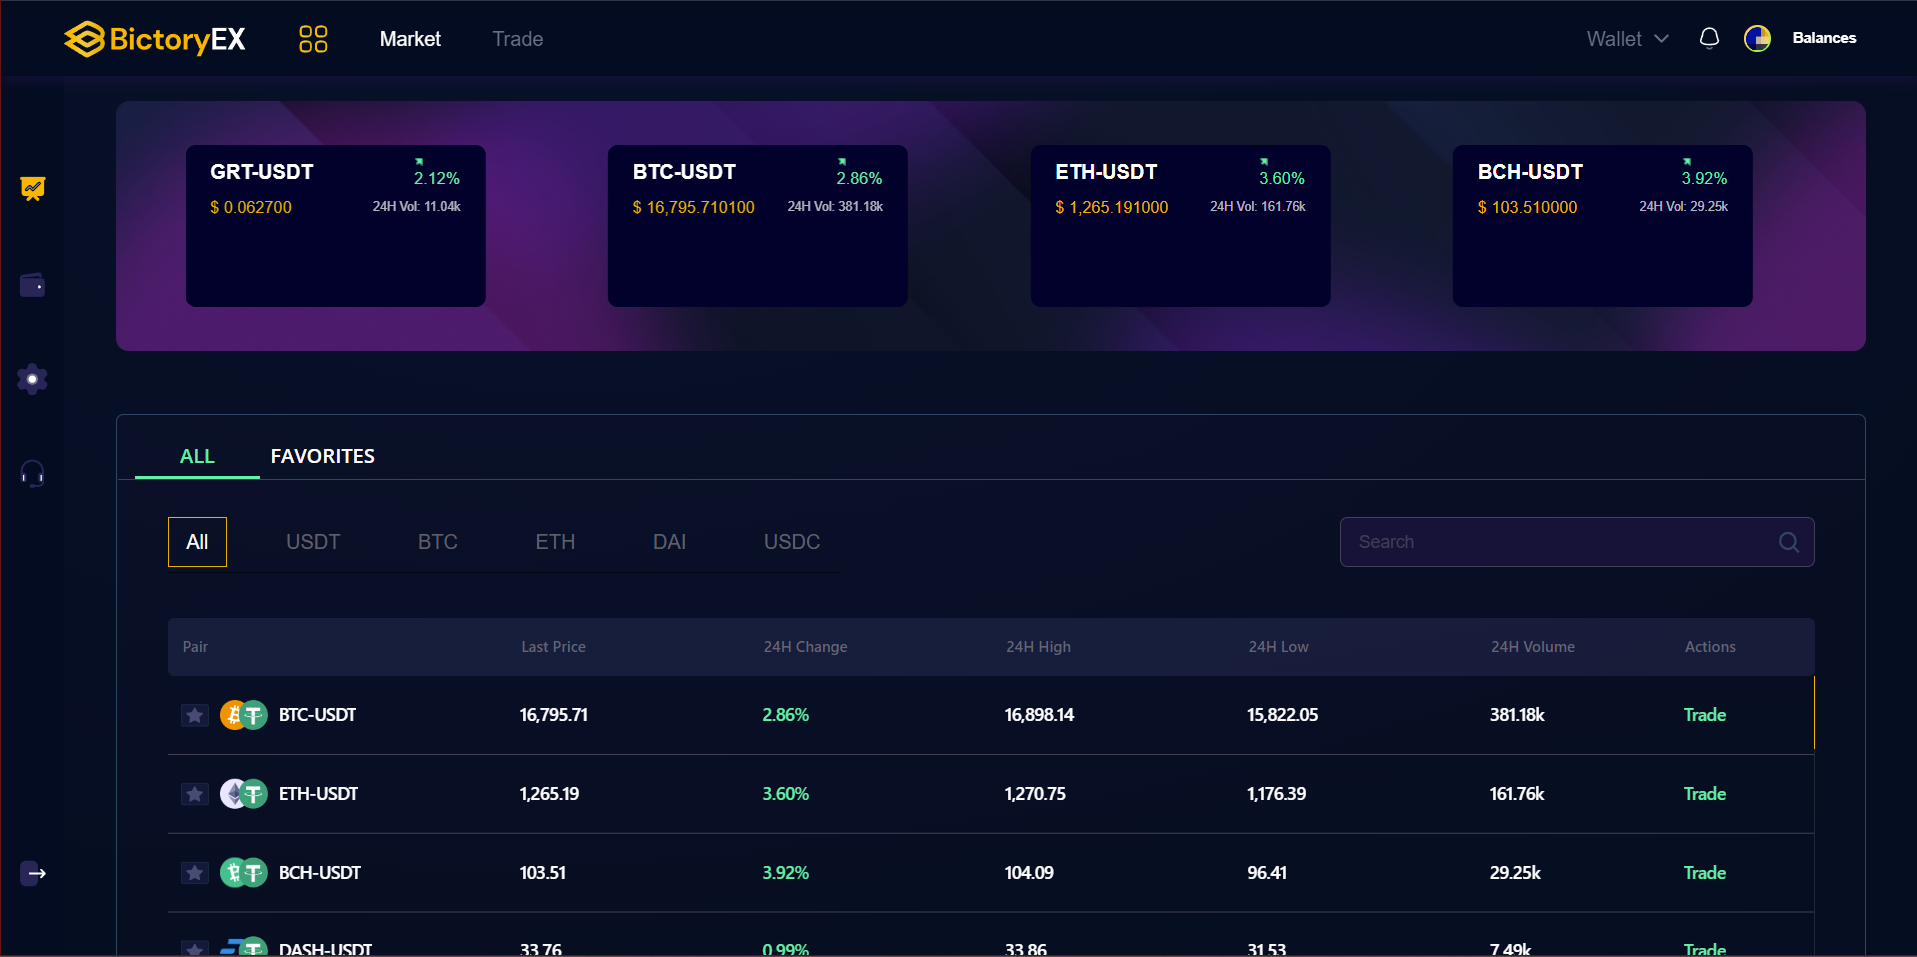 BictoryEX Market Trade Wallet Balances
GRT-USDT 2.12%
$ 0.062700 24H Vol: 11.04k
BTC-USDT 2.86%
$ 16,795.710100 24H Vol: 381.18k
ETH-USDT 3.60%
$ 1,265.191000 24H Vol: 161.76k
BCH-USDT 3.92%
$ 103.510000 24H Vol: 29.25k
ALL FAVORITES
All USDT BTC ETH DAI USDC Search
Pair Last Price 24H Change 24H High 24H Low 24H Volume Actions
BTC-USDT 16,795.71 2.86% 16,898.14 15,822.05 381.18k Trade
ETH-USDT 1,265.19 3.60% 1,270.75 1,176.39 161.76k Trade
BCH-USDT 103.51 3.92% 104.09 96.41 29.25k Trade
DASH-USDT 33.76 0.99% 33.86 31.53 7.49k Trade